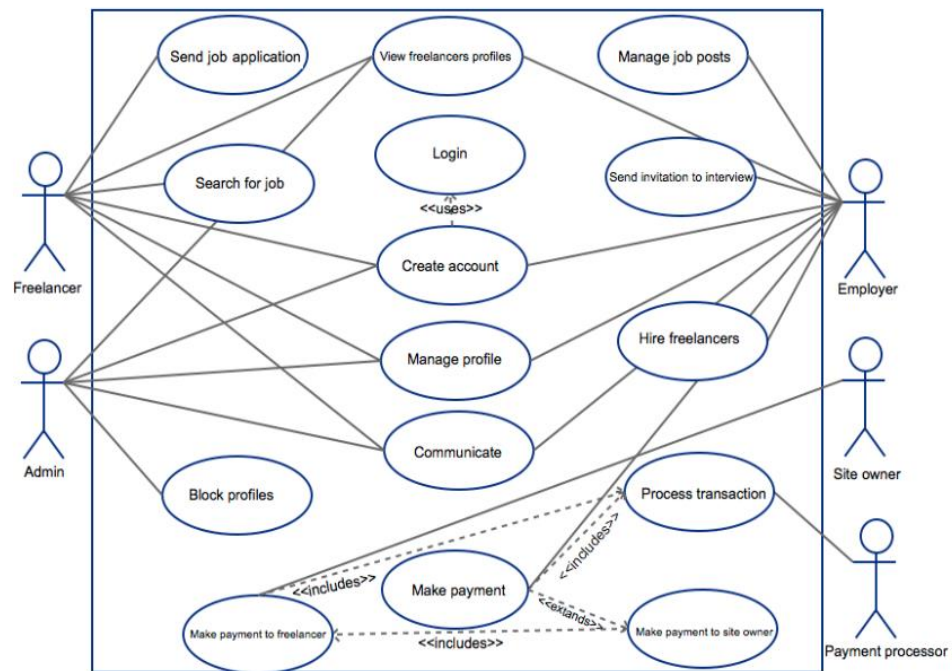 Send job application
View freelancers profiles
Manage job posts
Login
Search for job
Send invitation to interview
<<uses>>
Create account
Freelancer
Employer
Hire freelancers
Manage profile
Communicate
Admin
Site owner
Block profiles
Process transaction
<<includes>>
<<includes>>
Make payment
<<extands>>
Make payment to freelancer
<<includes>>
Make payment to site owner
Payment processor